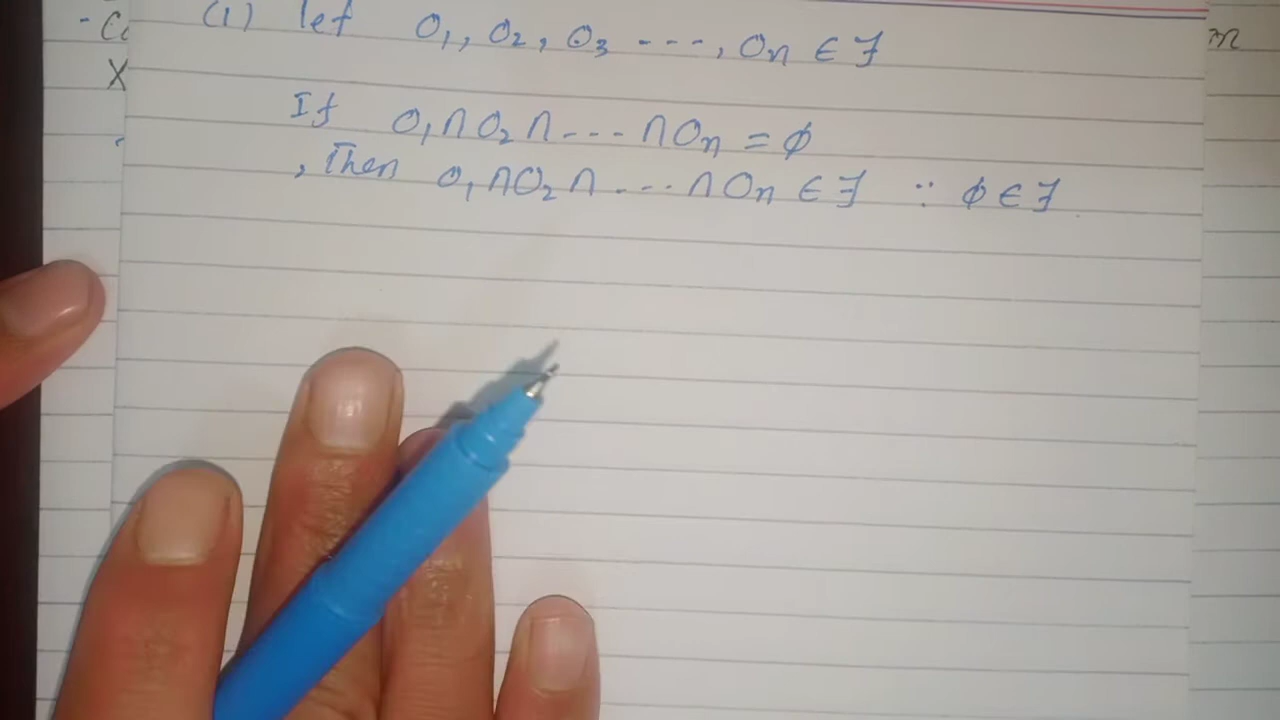 (1) let O₁, O₂, O₃ ---, Oₙ ∈ ℱ
If O₁∩O₂∩---∩Oₙ = ϕ
, Then O₁∩O₂∩---∩Oₙ ∈ ℱ ∵ ϕ ∈ ℱ
X